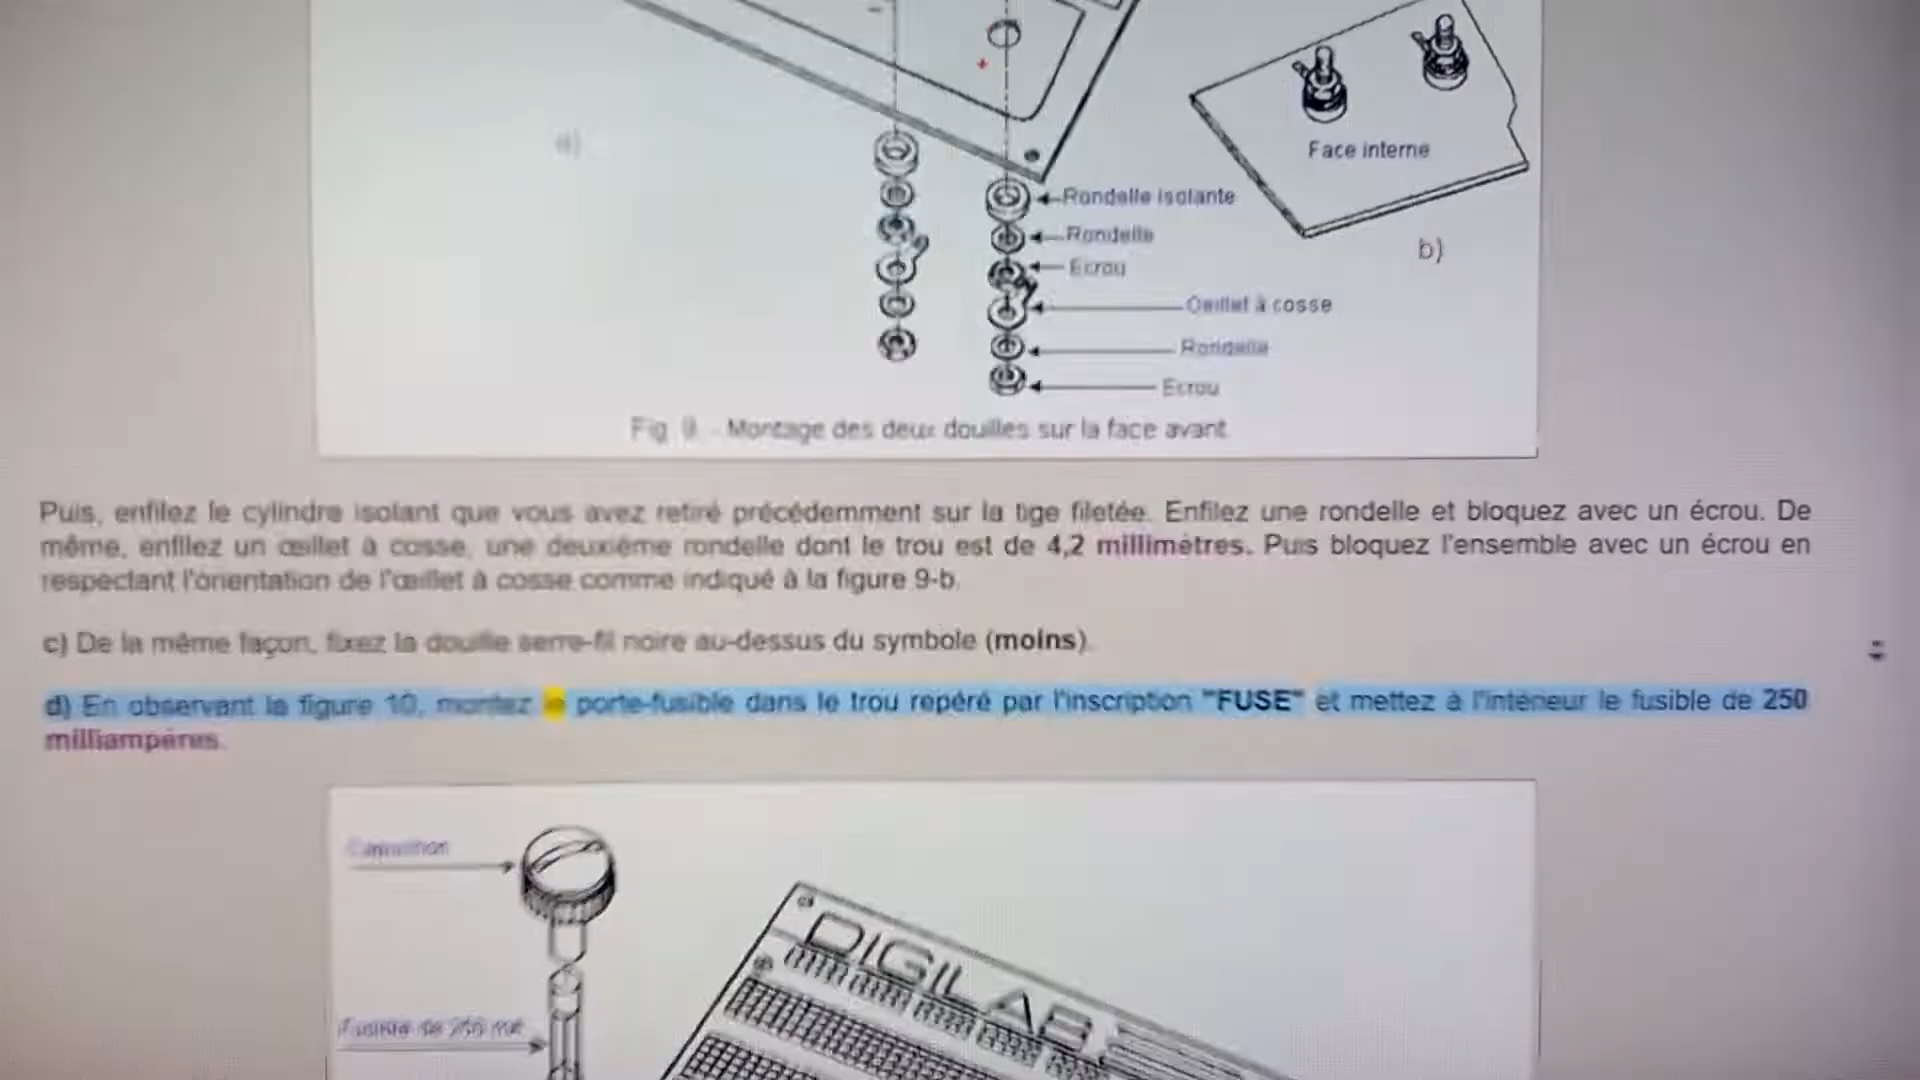 Face interne
a)
Rondelle isolante
Rondelle
b)
Ecrou
Oeillet à cosse
Rondelle
Ecrou
Fig. 9. - Montage des deux douilles sur la face avant
Puis, enfilez le cylindre isolant que vous avez retiré précédemment sur la tige filetée. Enfilez une rondelle et bloquez avec un écrou. De
même, enfilez un œillet à cosse, une deuxième rondelle dont le trou est de 4,2 millimètres. Puis bloquez l'ensemble avec un écrou en
respectant l'orientation de l'œillet à cosse comme indiqué à la figure 9-b.
c) De la même façon, fixez la douille serre-fil noire au-dessus du symbole (moins).
d) En observant la figure 10, montez le porte-fusible dans le trou repéré par l'inscription "FUSE" et mettez à l'intérieur le fusible de 250
milliampères.
Capuchon
DIGILAB
Fusible de 250 mA